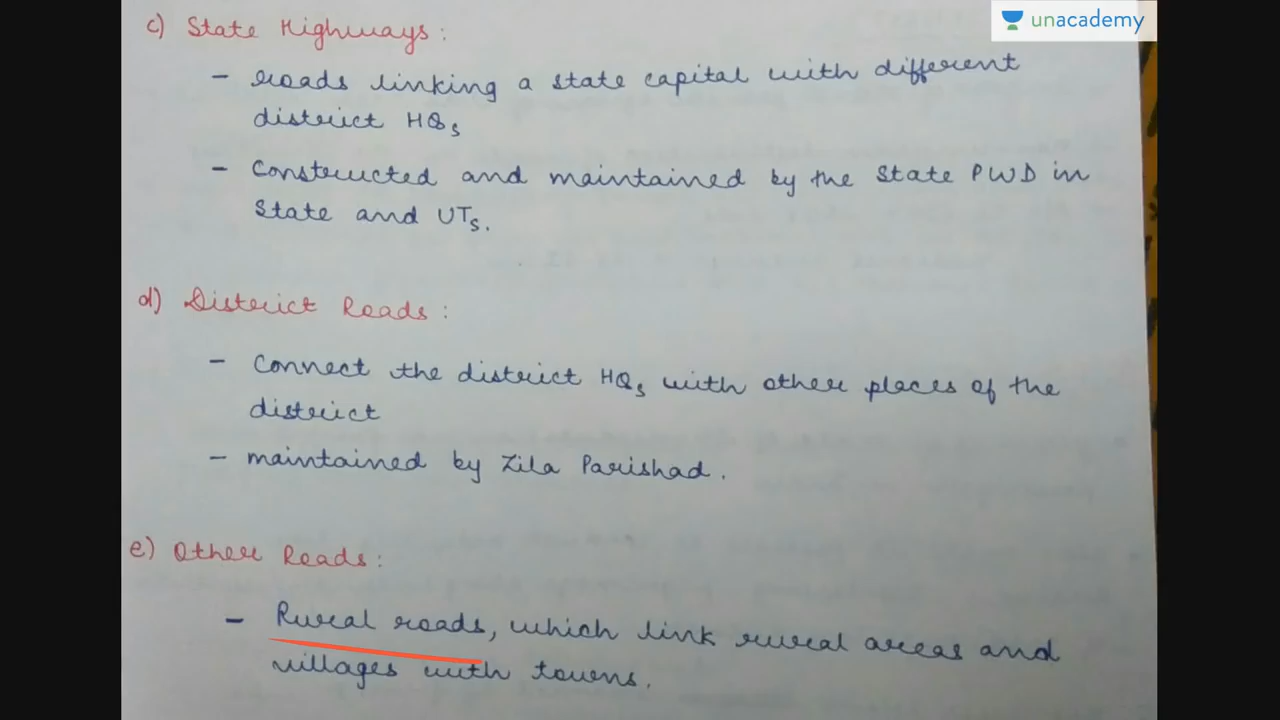 unacademy
c) State Highways:
- roads linking a state capital with different
district HQs
- Constructed and maintained by the State PWD in
State and UTs.
d) District Roads:
- Connect the district HQs with other places of the
district
- maintained by Zila Parishad.
e) Other Roads:
- Rural roads, which link rural areas and
villages with towns.